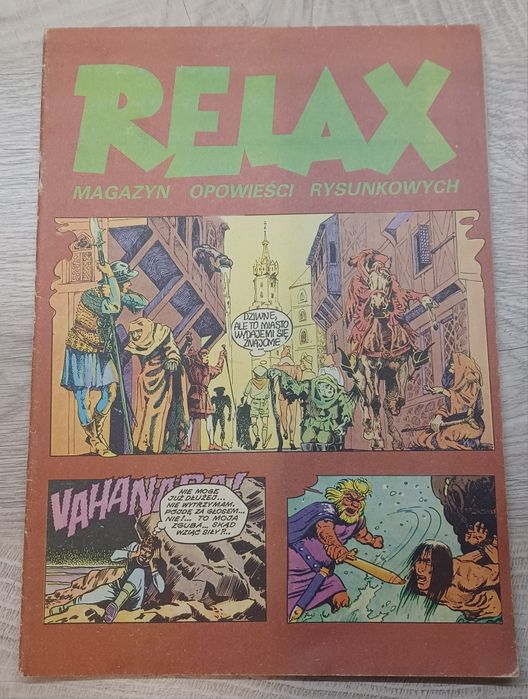 RELAX
MAGAZYN OPOWIEŚCI RYSUNKOWYCH
DZIWNE,
ALE TO MIASTO
WYDAJE MI SIĘ
ZNAJOME
VAHANARA!
NIE MOGĘ
JUŻ DŁUŻEJ...
NIE WYTRZYMAM.
PÓJDĘ ZA GŁOSEM...
NIE!... TO MOJA
ZGUBA... SKĄD
WZIĄĆ SIŁY?...